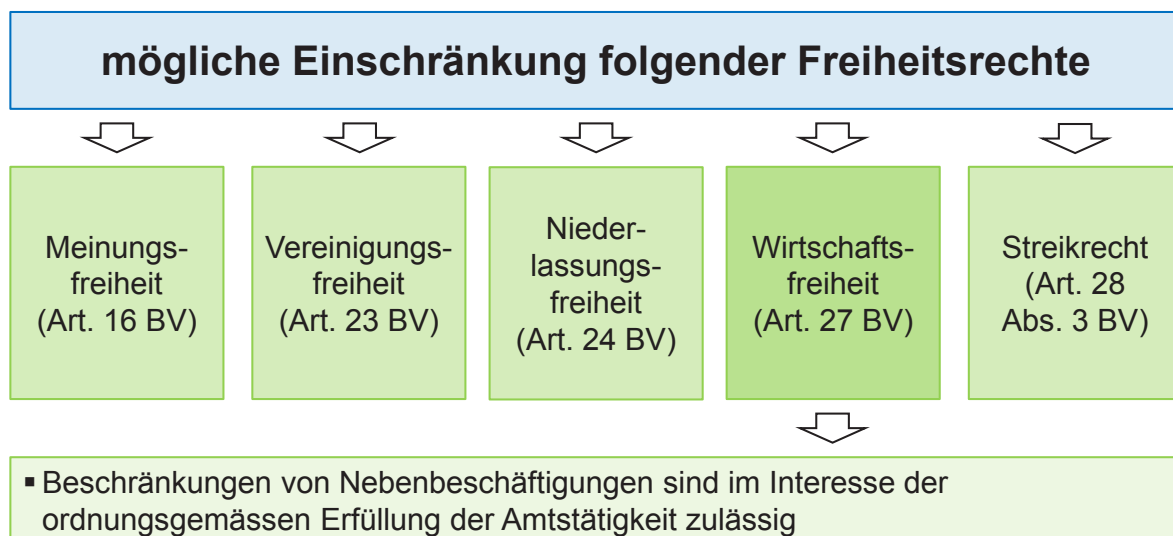 mögliche Einschränkung folgender Freiheitsrechte
Meinungs-
freiheit
(Art. 16 BV)
Vereinigungs-
freiheit
(Art. 23 BV)
Nieder-
lassungs-
freiheit
(Art. 24 BV)
Wirtschafts-
freiheit
(Art. 27 BV)
Streikrecht
(Art. 28
Abs. 3 BV)
▪ Beschränkungen von Nebenbeschäftigungen sind im Interesse der
ordnungsgemässen Erfüllung der Amtstätigkeit zulässig